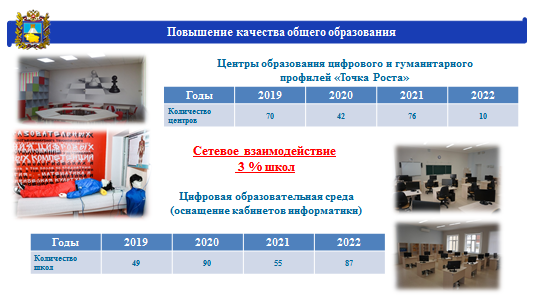 Повышение качества общего образования
Центры образования цифрового и гуманитарного
профилей «Точка Роста»
Годы 2019 2020 2021 2022
Количество центров 70 42 76 10
Сетевое взаимодействие
3 % школ
Цифровая образовательная среда
(оснащение кабинетов информатики)
Годы 2019 2020 2021 2022
Количество школ 49 90 55 87